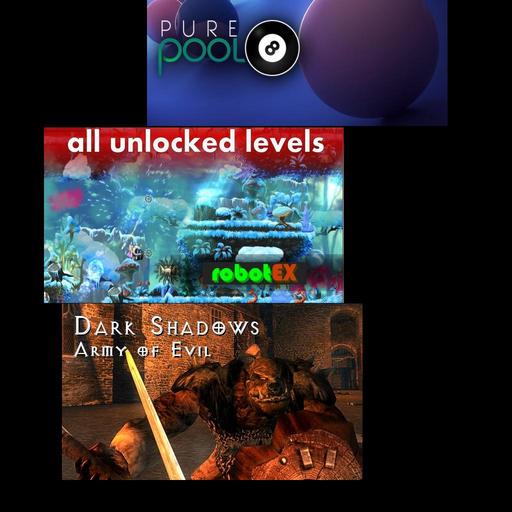 PURE
POOL
8
all unlocked levels
robotEX
DARK SHADOWS
ARMY OF EVIL